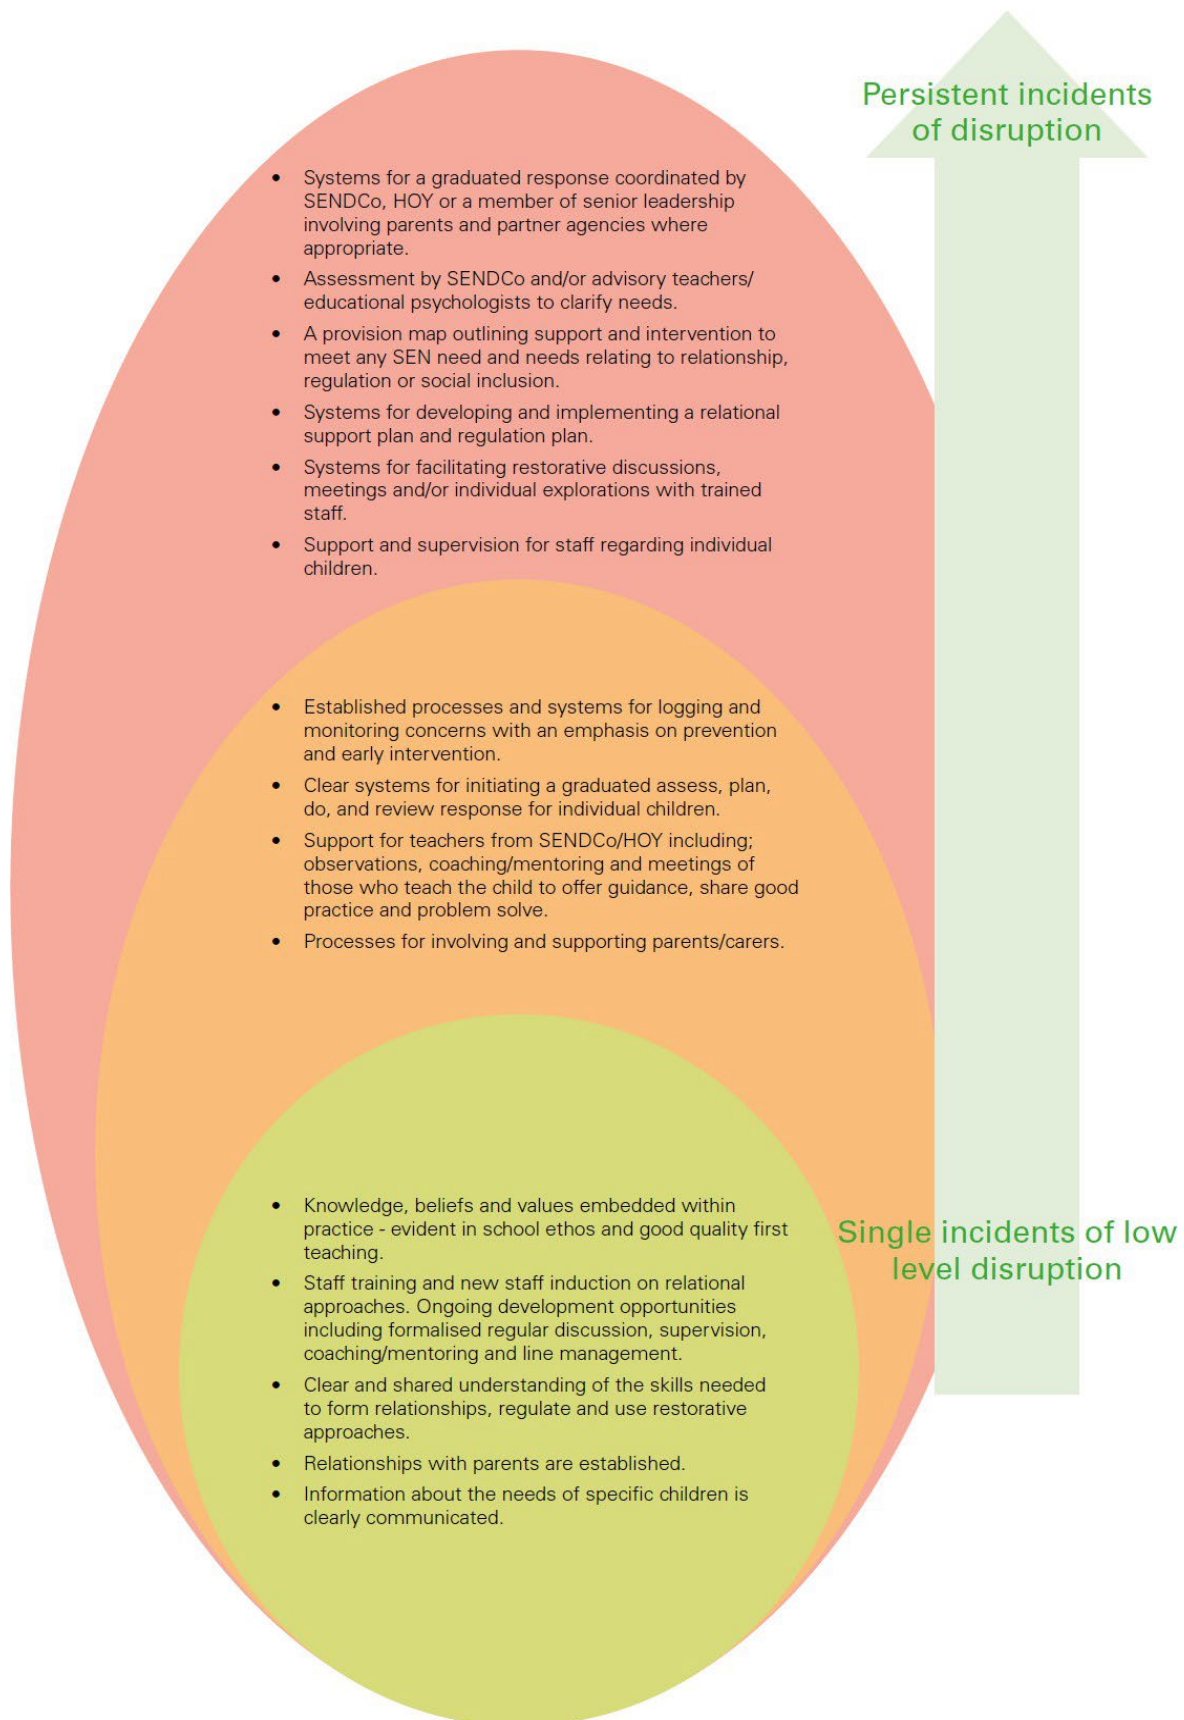 Persistent incidents
of disruption
• Systems for a graduated response coordinated by
SENDCo, HOY or a member of senior leadership
involving parents and partner agencies where
appropriate.
• Assessment by SENDCo and/or advisory teachers/
educational psychologists to clarify needs.
• A provision map outlining support and intervention to
meet any SEN need and needs relating to relationship,
regulation or social inclusion.
• Systems for developing and implementing a relational
support plan and regulation plan.
• Systems for facilitating restorative discussions,
meetings and/or individual explorations with trained
staff.
• Support and supervision for staff regarding individual
children.
• Established processes and systems for logging and
monitoring concerns with an emphasis on prevention
and early intervention.
• Clear systems for initiating a graduated assess, plan,
do, and review response for individual children.
• Support for teachers from SENDCo/HOY including;
observations, coaching/mentoring and meetings of
those who teach the child to offer guidance, share good
practice and problem solve.
• Processes for involving and supporting parents/carers.
• Knowledge, beliefs and values embedded within
practice - evident in school ethos and good quality first
teaching.
• Staff training and new staff induction on relational
approaches. Ongoing development opportunities
including formalised regular discussion, supervision,
coaching/mentoring and line management.
• Clear and shared understanding of the skills needed
to form relationships, regulate and use restorative
approaches.
• Relationships with parents are established.
• Information about the needs of specific children is
clearly communicated.
Single incidents of low
level disruption